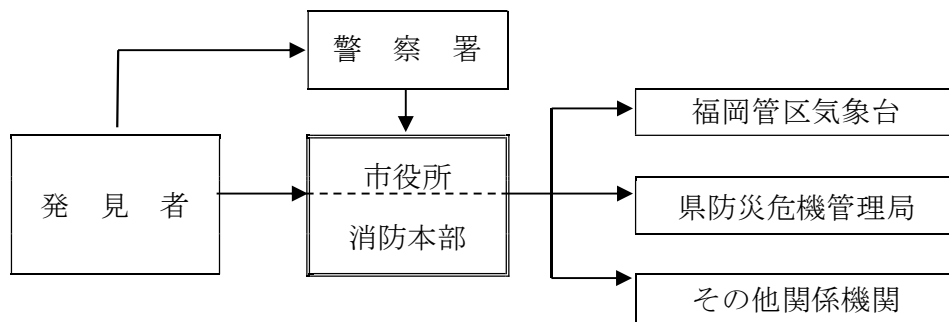 警察署
発見者
市役所
消防本部
福岡管区気象台
県防災危機管理局
その他関係機関